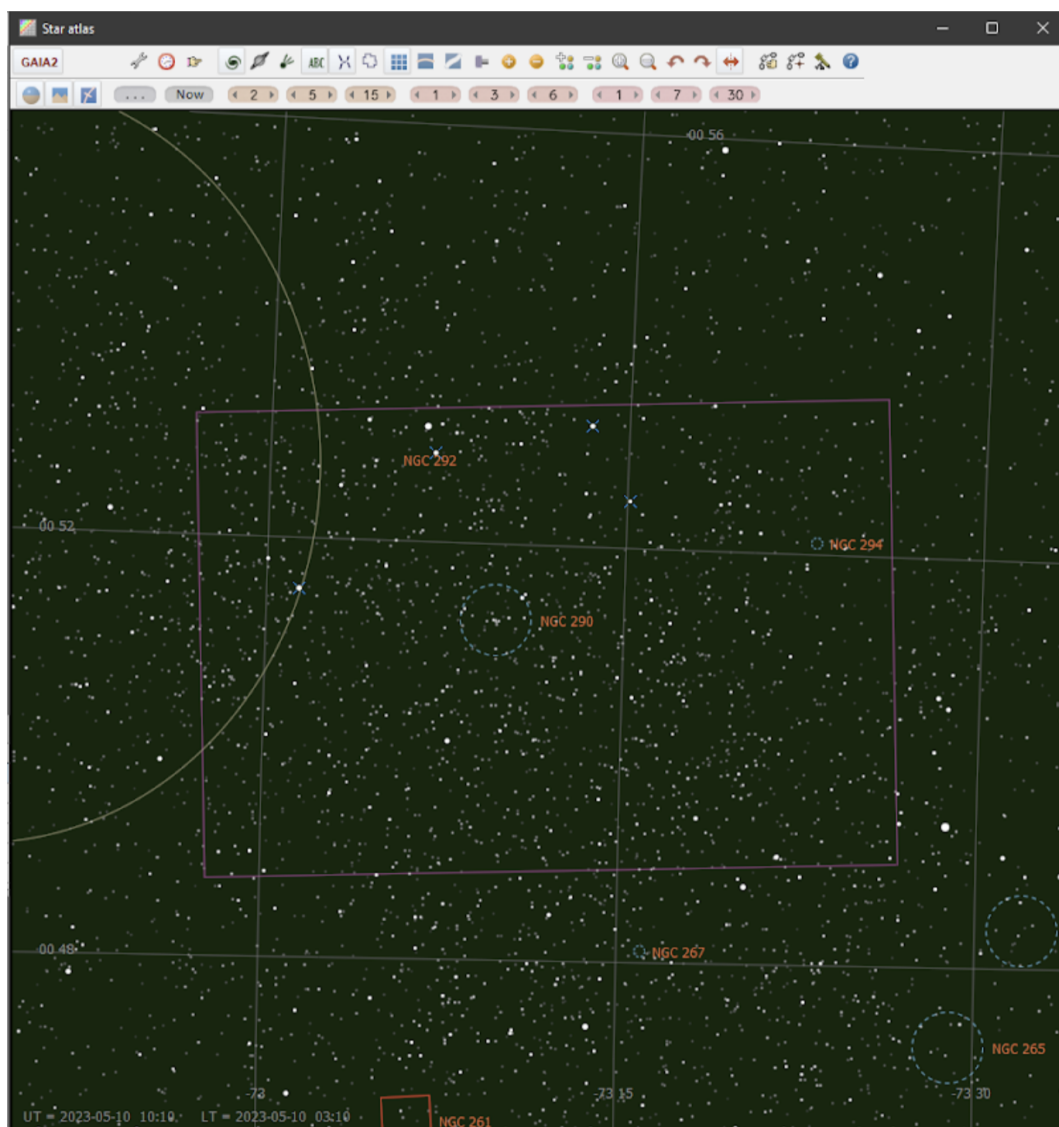 Star atlas
GAIA2 ABC
... Now 2 5 15 1 3 6 1 7 30
00 56
NGC 292
00 52
NGC 294
NGC 290
00 48
NGC 267
NGC 265
-73 -73 15 -73 30
UT = 2023-05-10 10:10 LT = 2023-05-10 03:10
NGC 261